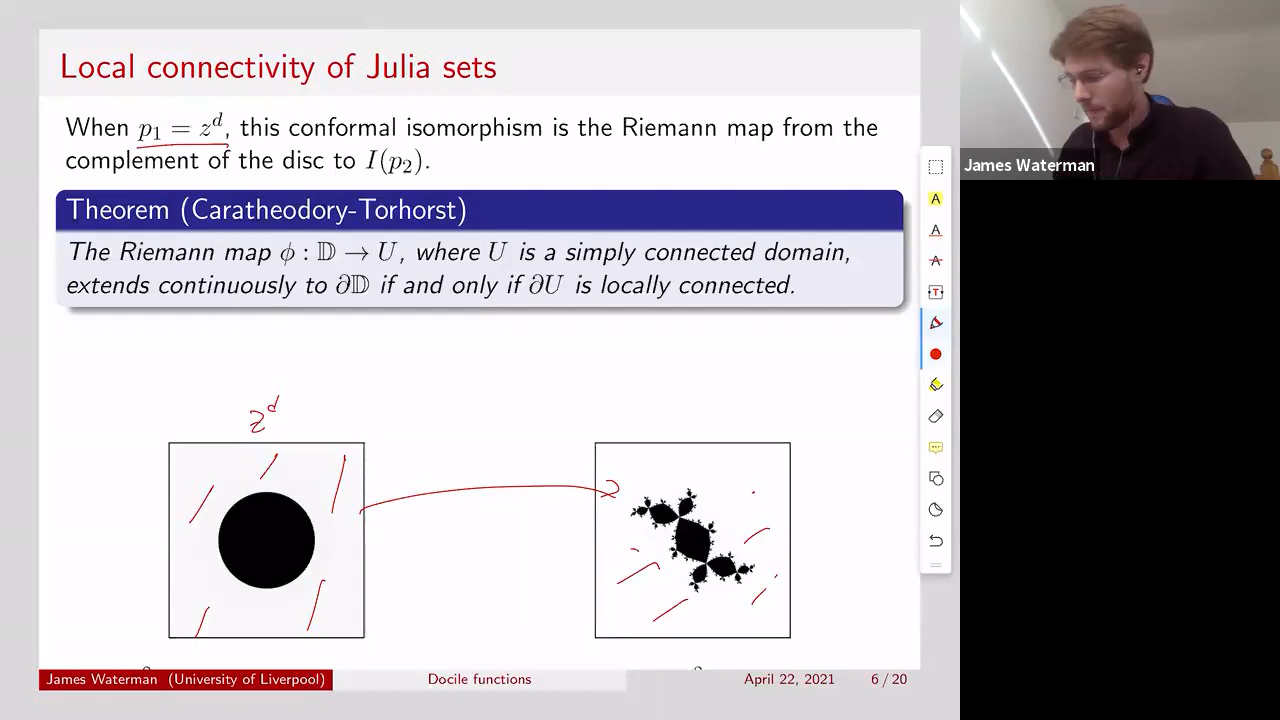 Local connectivity of Julia sets
When p₁ = zᵈ, this conformal isomorphism is the Riemann map from the
complement of the disc to I(p₂).
Theorem (Caratheodory-Torhorst)
The Riemann map ϕ : 𝔻 → U, where U is a simply connected domain,
extends continuously to ∂𝔻 if and only if ∂U is locally connected.
zᵈ
James Waterman (University of Liverpool)
Docile functions
April 22, 2021
6 / 20
James Waterman
A
A
A
T